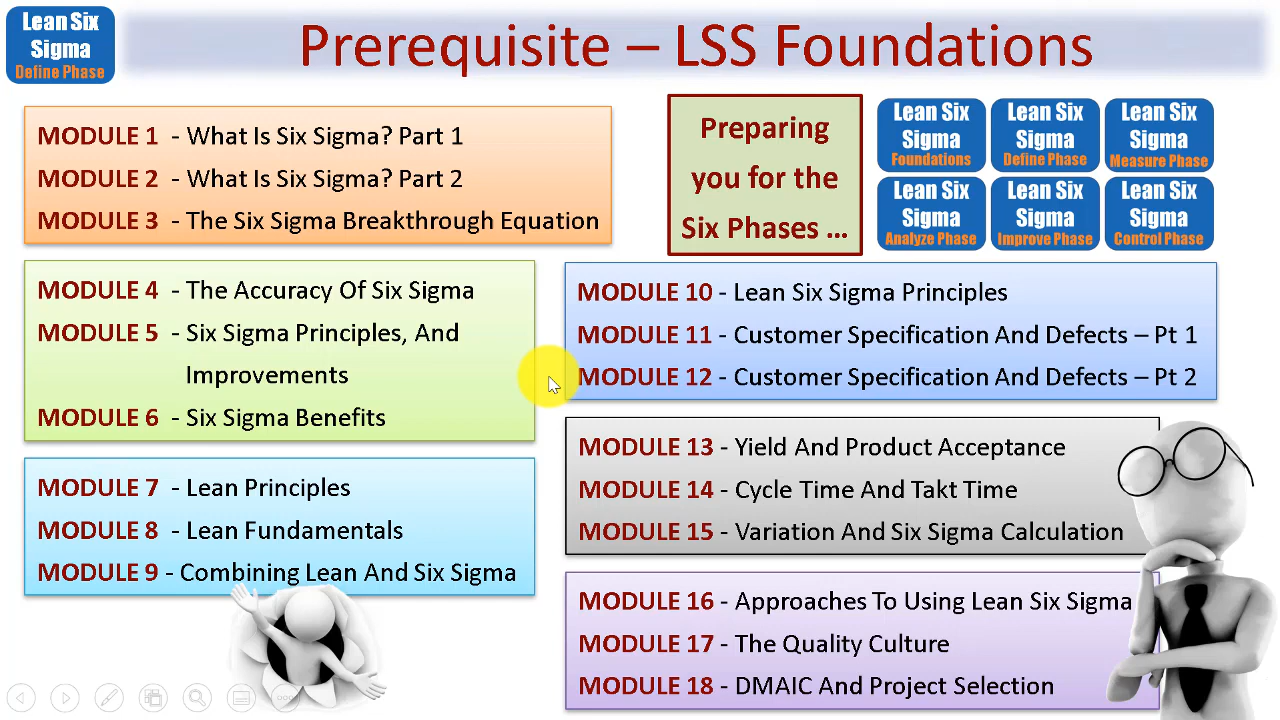 Lean Six
Sigma
Define Phase
Prerequisite – LSS Foundations
MODULE 1 - What Is Six Sigma? Part 1
MODULE 2 - What Is Six Sigma? Part 2
MODULE 3 - The Six Sigma Breakthrough Equation
Preparing
you for the
Six Phases ...
Lean Six
Sigma
Foundations
Lean Six
Sigma
Define Phase
Lean Six
Sigma
Measure Phase
Lean Six
Sigma
Analyze Phase
Lean Six
Sigma
Improve Phase
Lean Six
Sigma
Control Phase
MODULE 4 - The Accuracy Of Six Sigma
MODULE 5 - Six Sigma Principles, And
Improvements
MODULE 6 - Six Sigma Benefits
MODULE 7 - Lean Principles
MODULE 8 - Lean Fundamentals
MODULE 9 - Combining Lean And Six Sigma
MODULE 10 - Lean Six Sigma Principles
MODULE 11 - Customer Specification And Defects – Pt 1
MODULE 12 - Customer Specification And Defects – Pt 2
MODULE 13 - Yield And Product Acceptance
MODULE 14 - Cycle Time And Takt Time
MODULE 15 - Variation And Six Sigma Calculation
MODULE 16 - Approaches To Using Lean Six Sigma
MODULE 17 - The Quality Culture
MODULE 18 - DMAIC And Project Selection